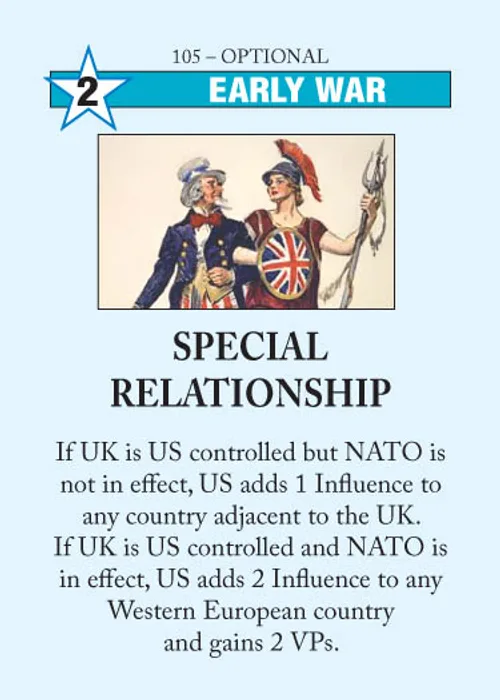 105 – OPTIONAL
2 EARLY WAR
SPECIAL
RELATIONSHIP
If UK is US controlled but NATO is
not in effect, US adds 1 Influence to
any country adjacent to the UK.
If UK is US controlled and NATO is
in effect, US adds 2 Influence to any
Western European country
and gains 2 VPs.